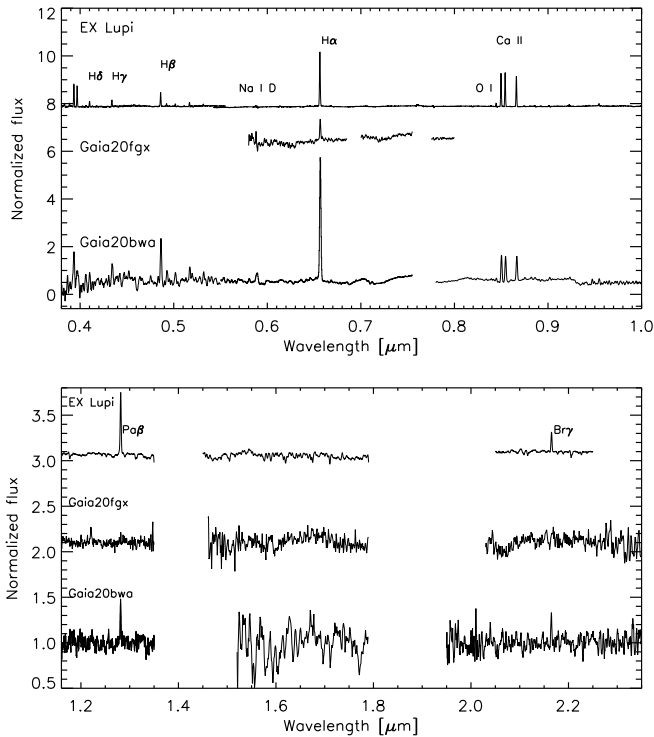 12
10
8
6
4
2
0
Normalized flux
EX Lupi
Hδ Hγ
Hβ
Na I D
Hα
O I
Ca II
Gaia20fgx
Gaia20bwa
0.4 0.5 0.6 0.7 0.8 0.9 1.0
Wavelength [μm]
3.5
3.0
2.5
2.0
1.5
1.0
0.5
Normalized flux
EX Lupi
Paβ
Brγ
Gaia20fgx
Gaia20bwa
1.2 1.4 1.6 1.8 2.0 2.2
Wavelength [μm]